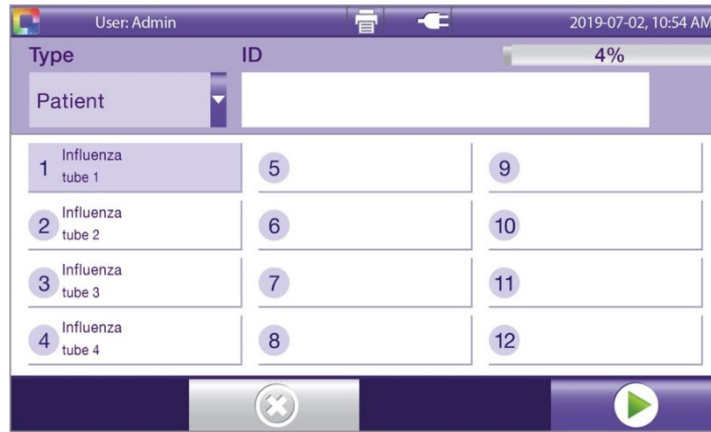 User: Admin
2019-07-02, 10:54 AM
Type
ID
4%
Patient
1
Influenza
tube 1
2
Influenza
tube 2
3
Influenza
tube 3
4
Influenza
tube 4
5
6
7
8
9
10
11
12